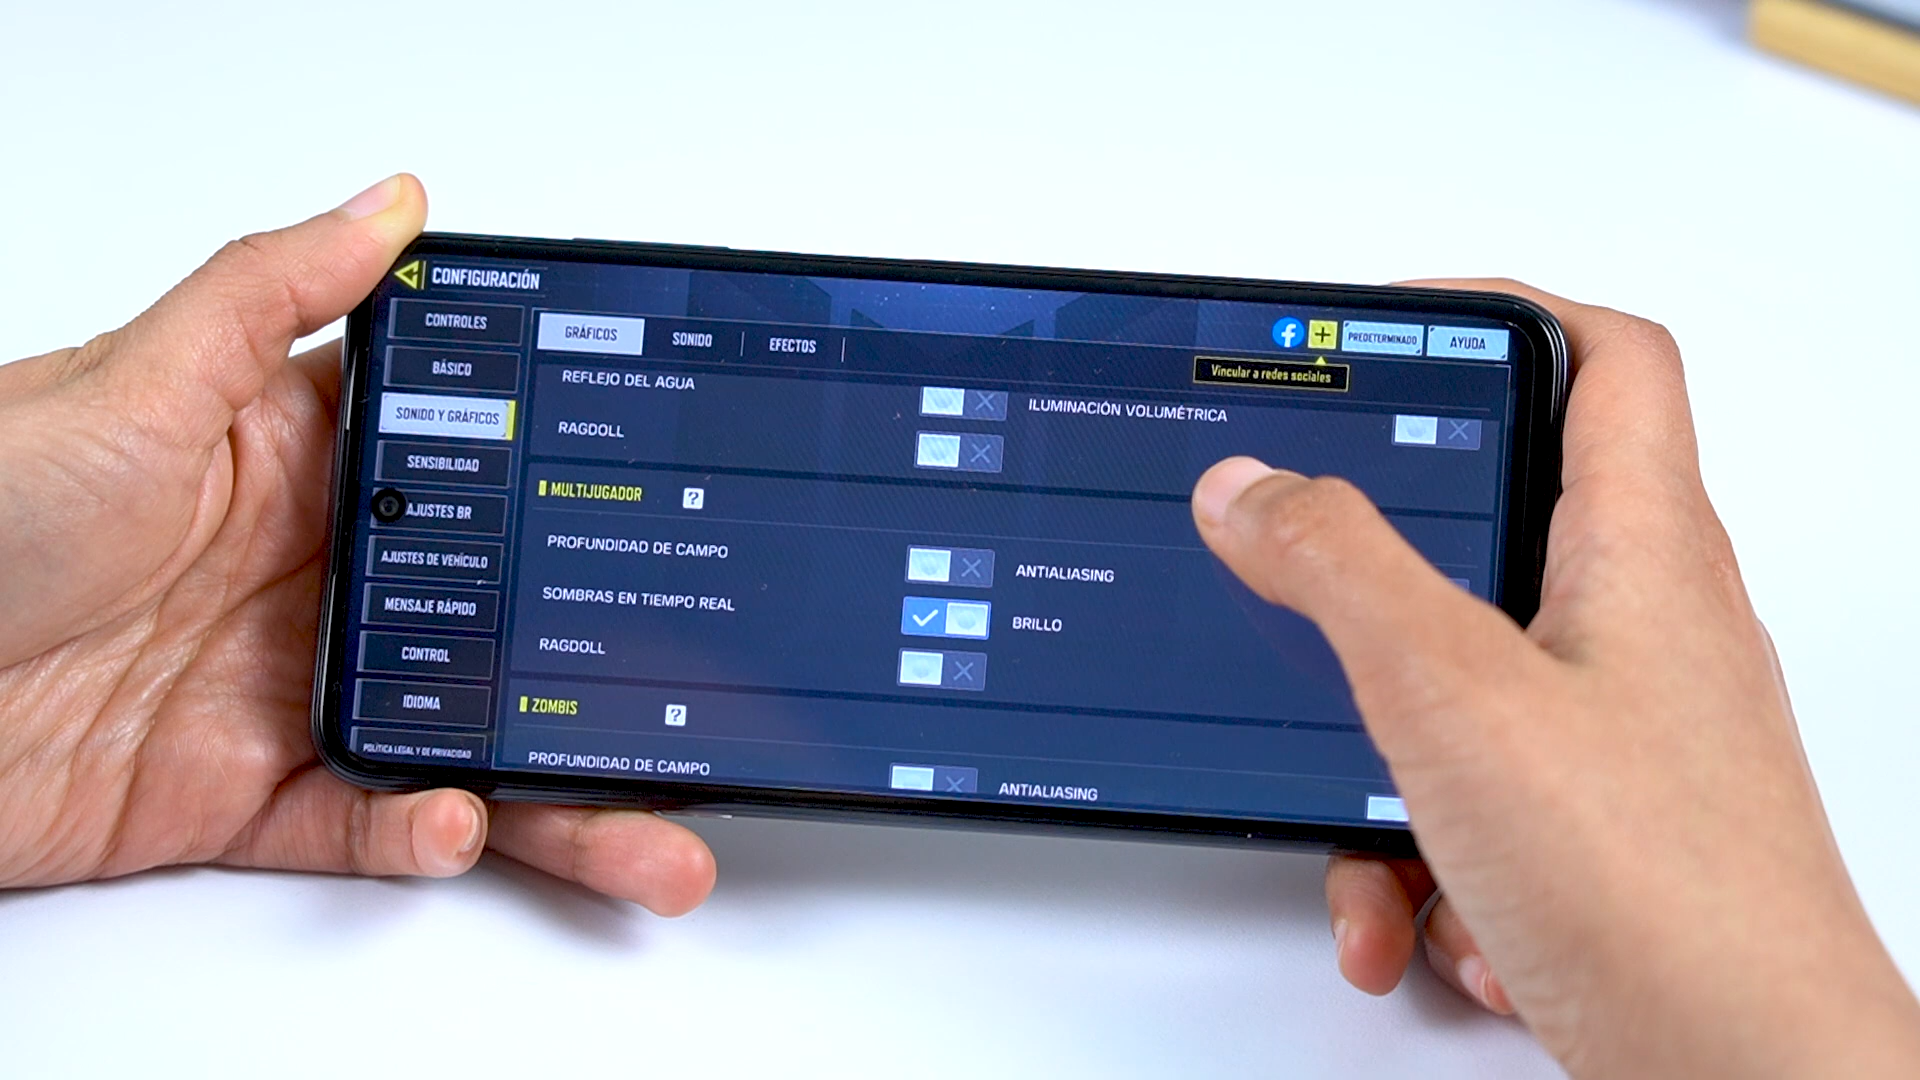 CONFIGURACIÓN
CONTROLES
BÁSICO
SONIDO Y GRÁFICOS
SENSIBILIDAD
AJUSTES BR
AJUSTES DE VEHÍCULO
MENSAJE RÁPIDO
CONTROL
IDIOMA
POLÍTICA LEGAL Y DE PRIVACIDAD
GRÁFICOS
SONIDO
EFECTOS
PREDETERMINADO
AYUDA
Vincular a redes sociales
REFLEJO DEL AGUA
ILUMINACIÓN VOLUMÉTRICA
RAGDOLL
MULTIJUGADOR ?
PROFUNDIDAD DE CAMPO
ANTIALIASING
SOMBRAS EN TIEMPO REAL
BRILLO
RAGDOLL
ZOMBIS ?
PROFUNDIDAD DE CAMPO
ANTIALIASING